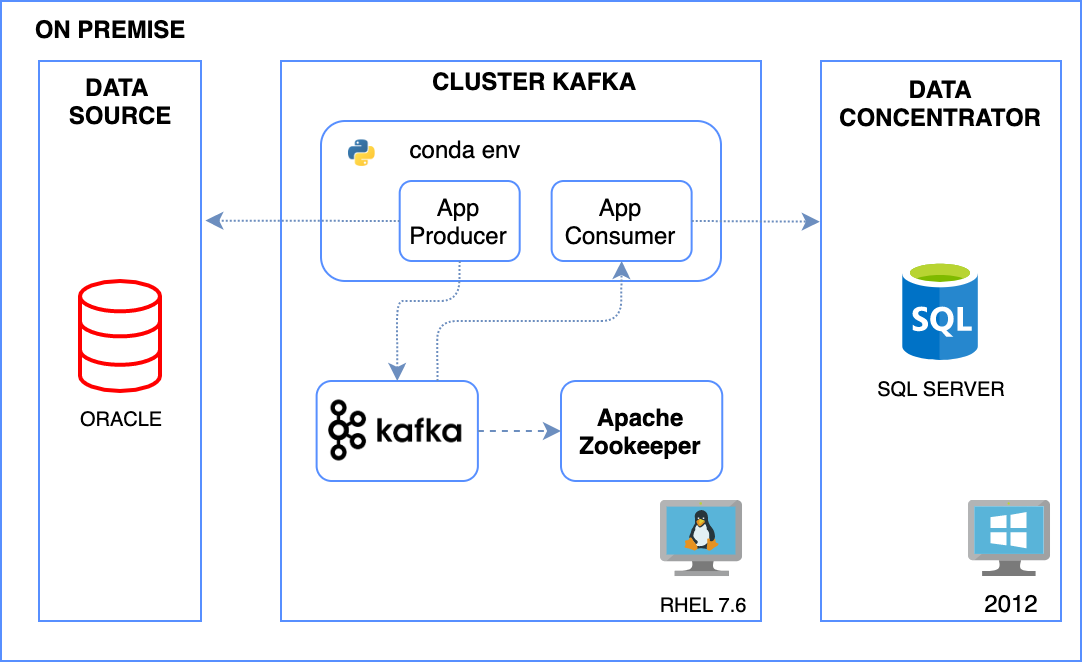 ON PREMISE
DATA
SOURCE
ORACLE
CLUSTER KAFKA
conda env
App
Producer
App
Consumer
kafka
Apache
Zookeeper
RHEL 7.6
DATA
CONCENTRATOR
SQL
SQL SERVER
2012